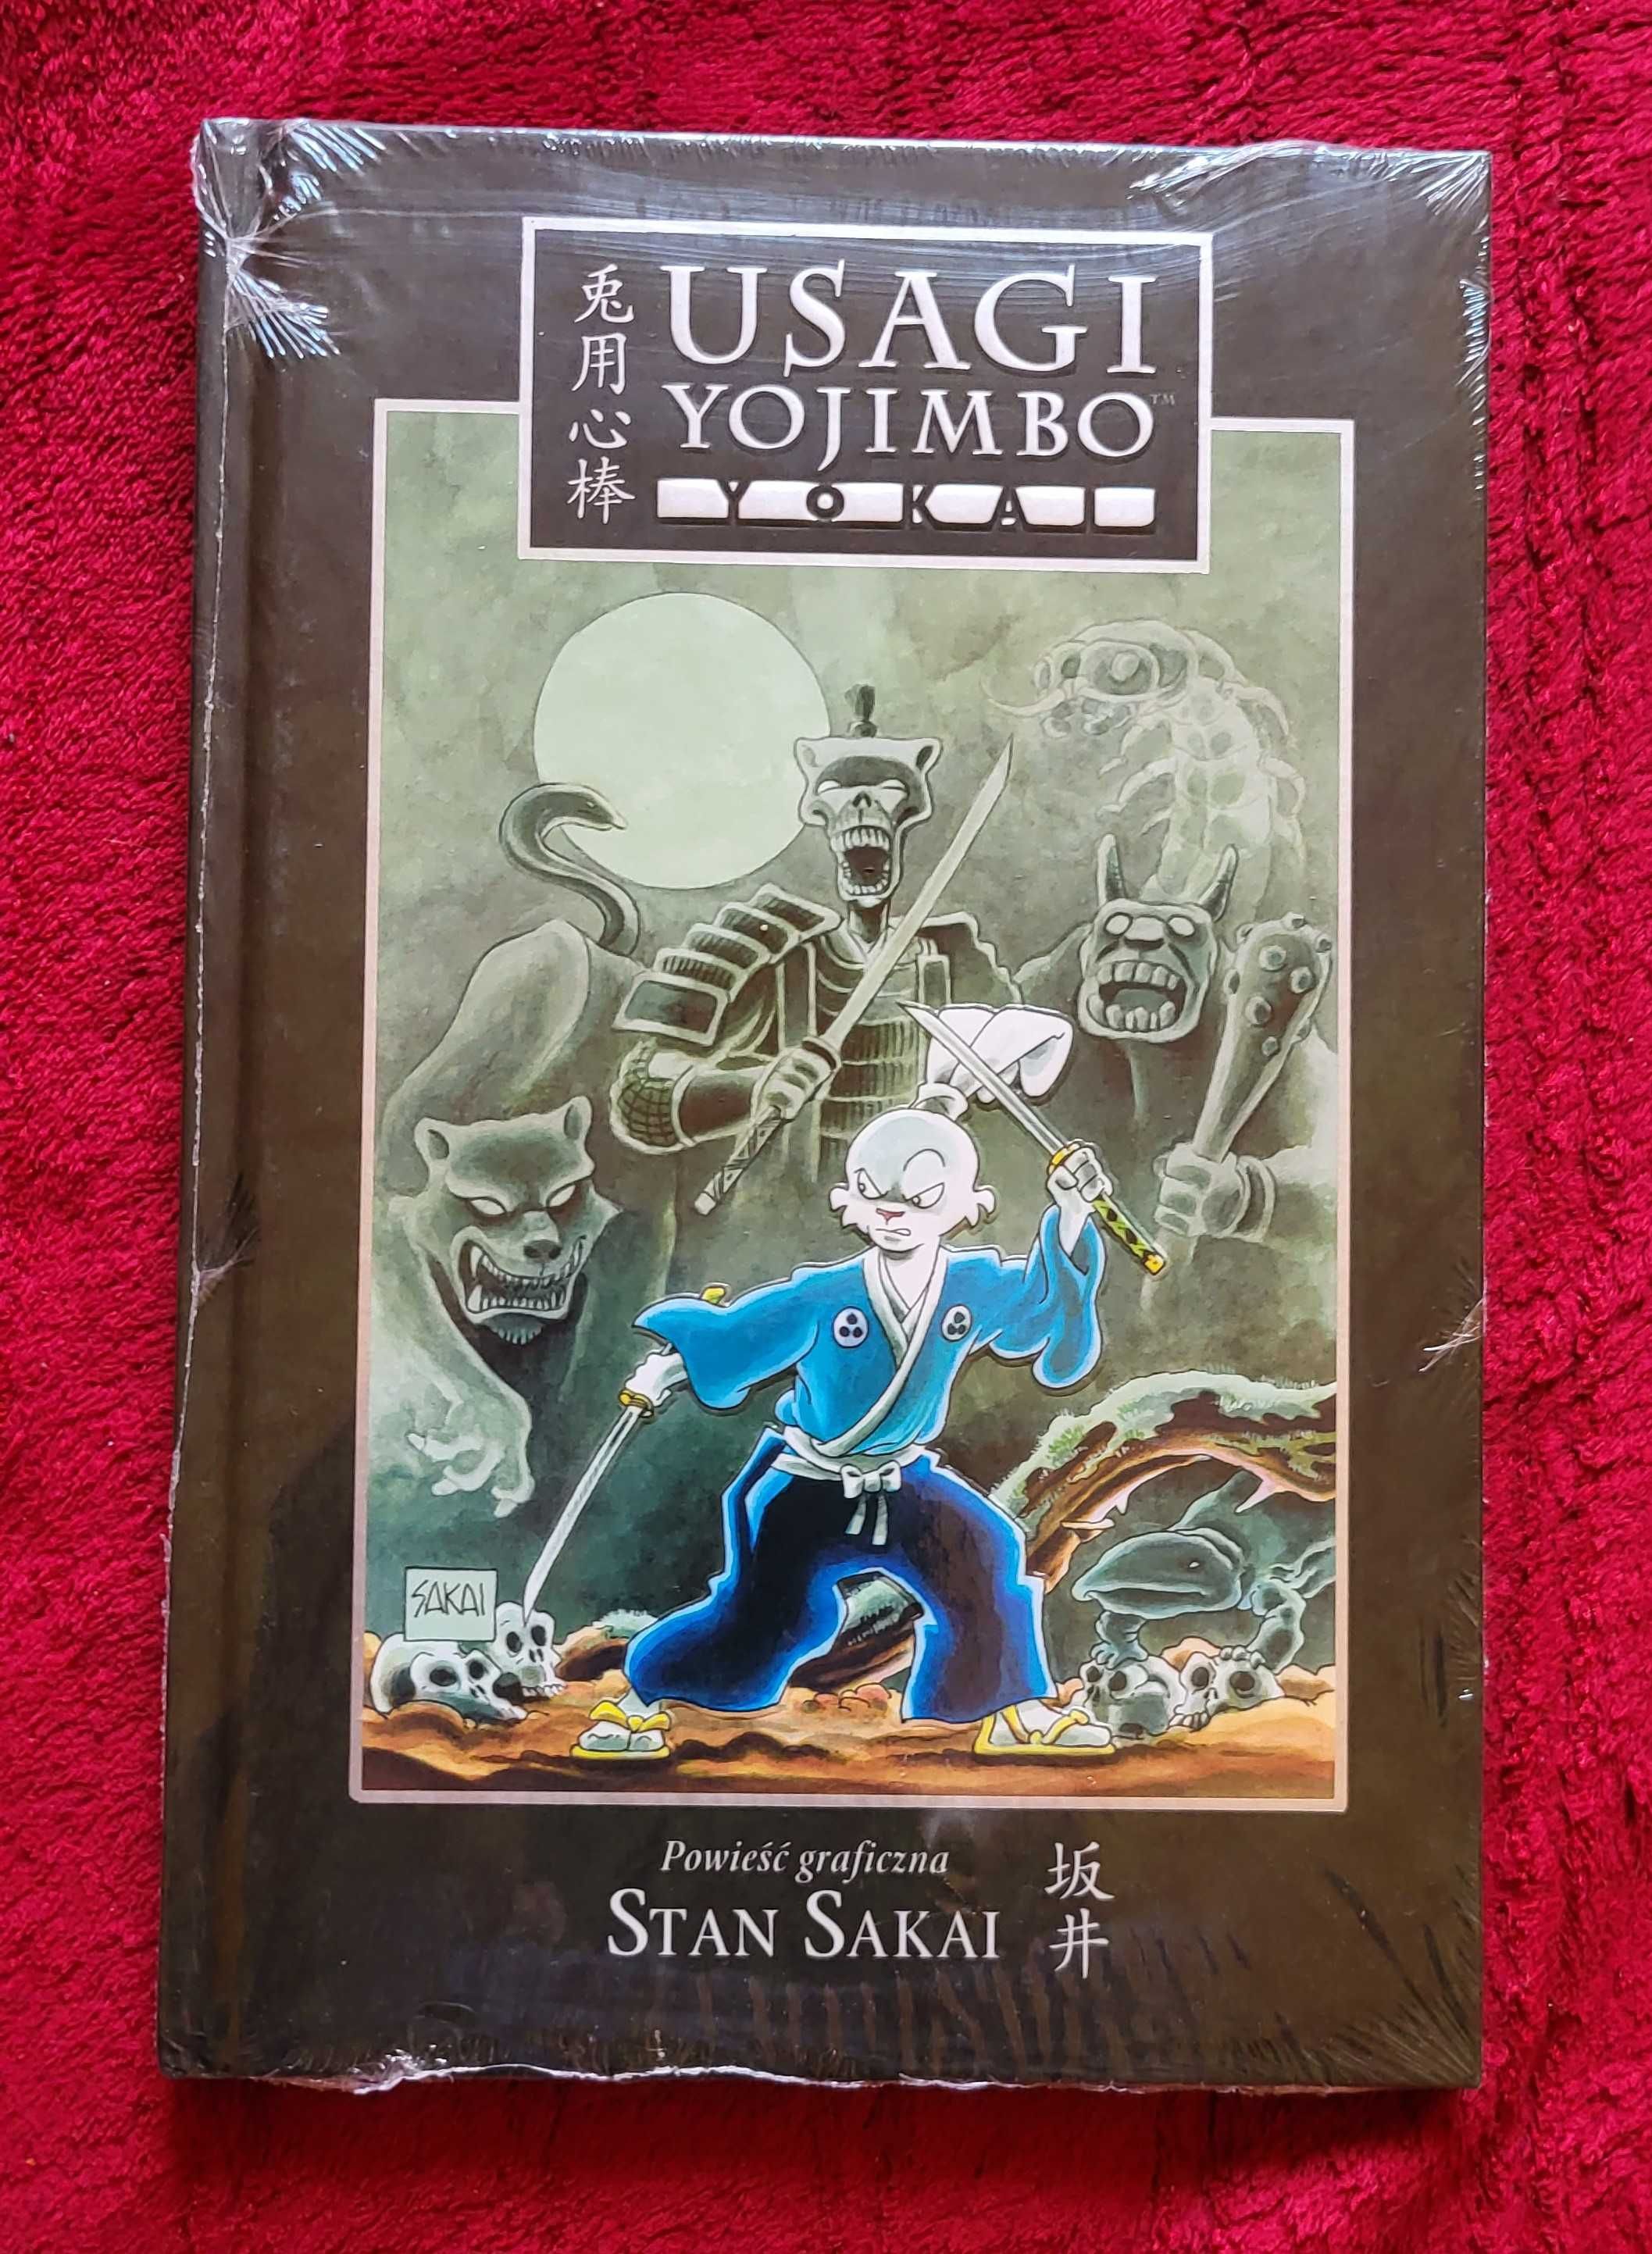 兎用心棒
USAGI
YOJIMBO™
YOKAI
SAKAI
Powieść graficzna
STAN SAKAI
坂井